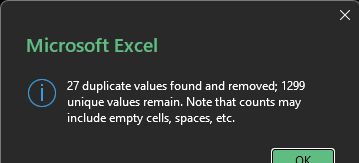 Microsoft Excel
27 duplicate values found and removed; 1299
unique values remain. Note that counts may
include empty cells, spaces, etc.
OK